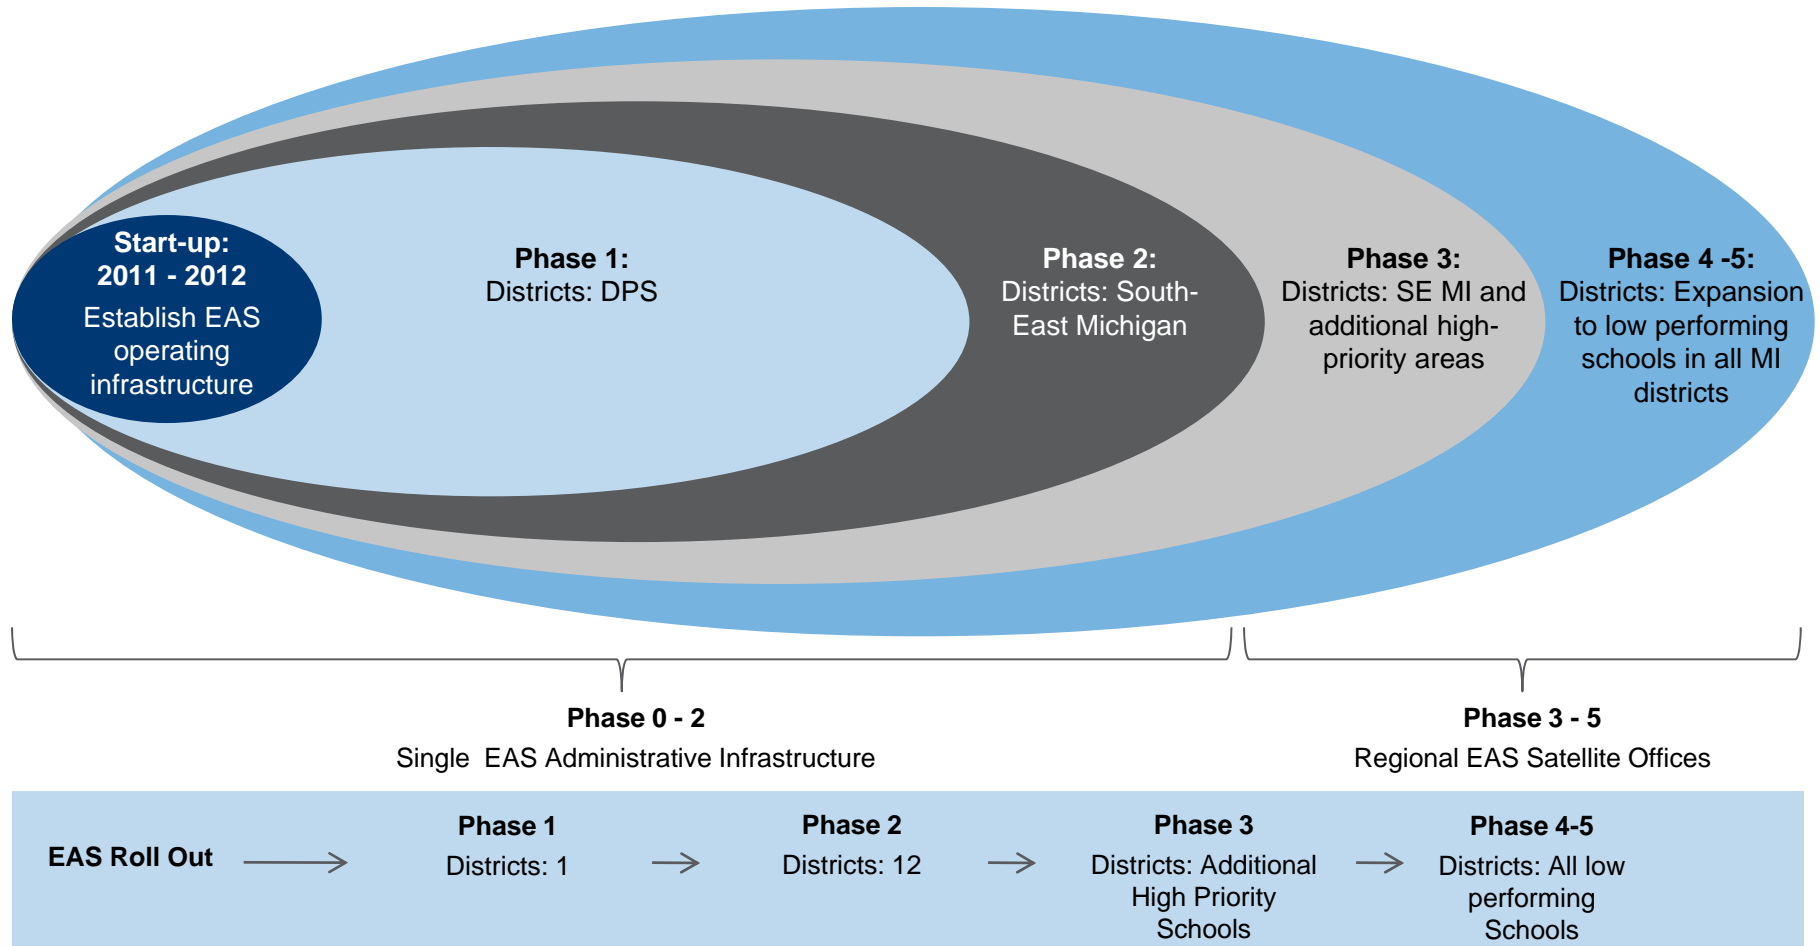 Start-up:
2011 - 2012
Establish EAS
operating
infrastructure
Phase 1:
Districts: DPS
Phase 2:
Districts: South-
East Michigan
Phase 3:
Districts: SE MI and
additional high-
priority areas
Phase 4 -5:
Districts: Expansion
to low performing
schools in all MI
districts
Phase 0 - 2
Single EAS Administrative Infrastructure
Phase 3 - 5
Regional EAS Satellite Offices
EAS Roll Out
Phase 1
Districts: 1
Phase 2
Districts: 12
Phase 3
Districts: Additional
High Priority
Schools
Phase 4-5
Districts: All low
performing
Schools